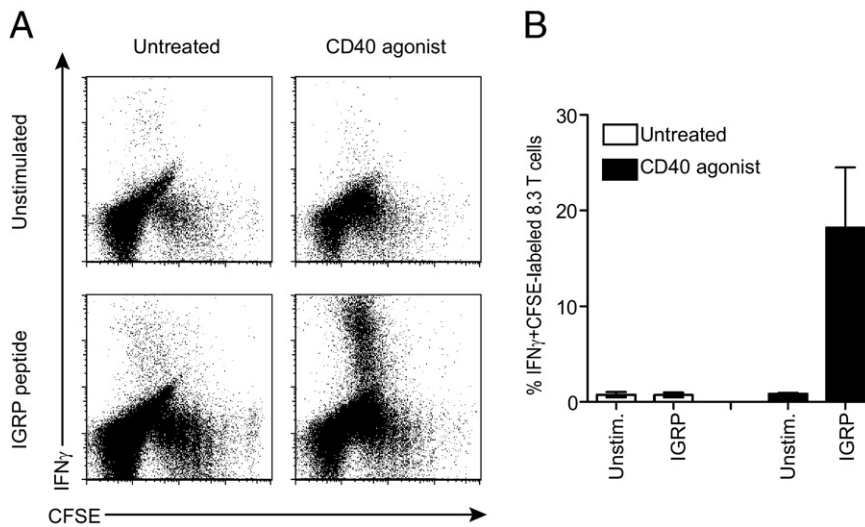 A
Untreated
CD40 agonist
Unstimulated
IGRP peptide
IFNγ
CFSE
B
% IFNγ+CFSE-labeled 8.3 T cells
30
20
10
0
Untreated
CD40 agonist
Unstim.
IGRP
Unstim.
IGRP